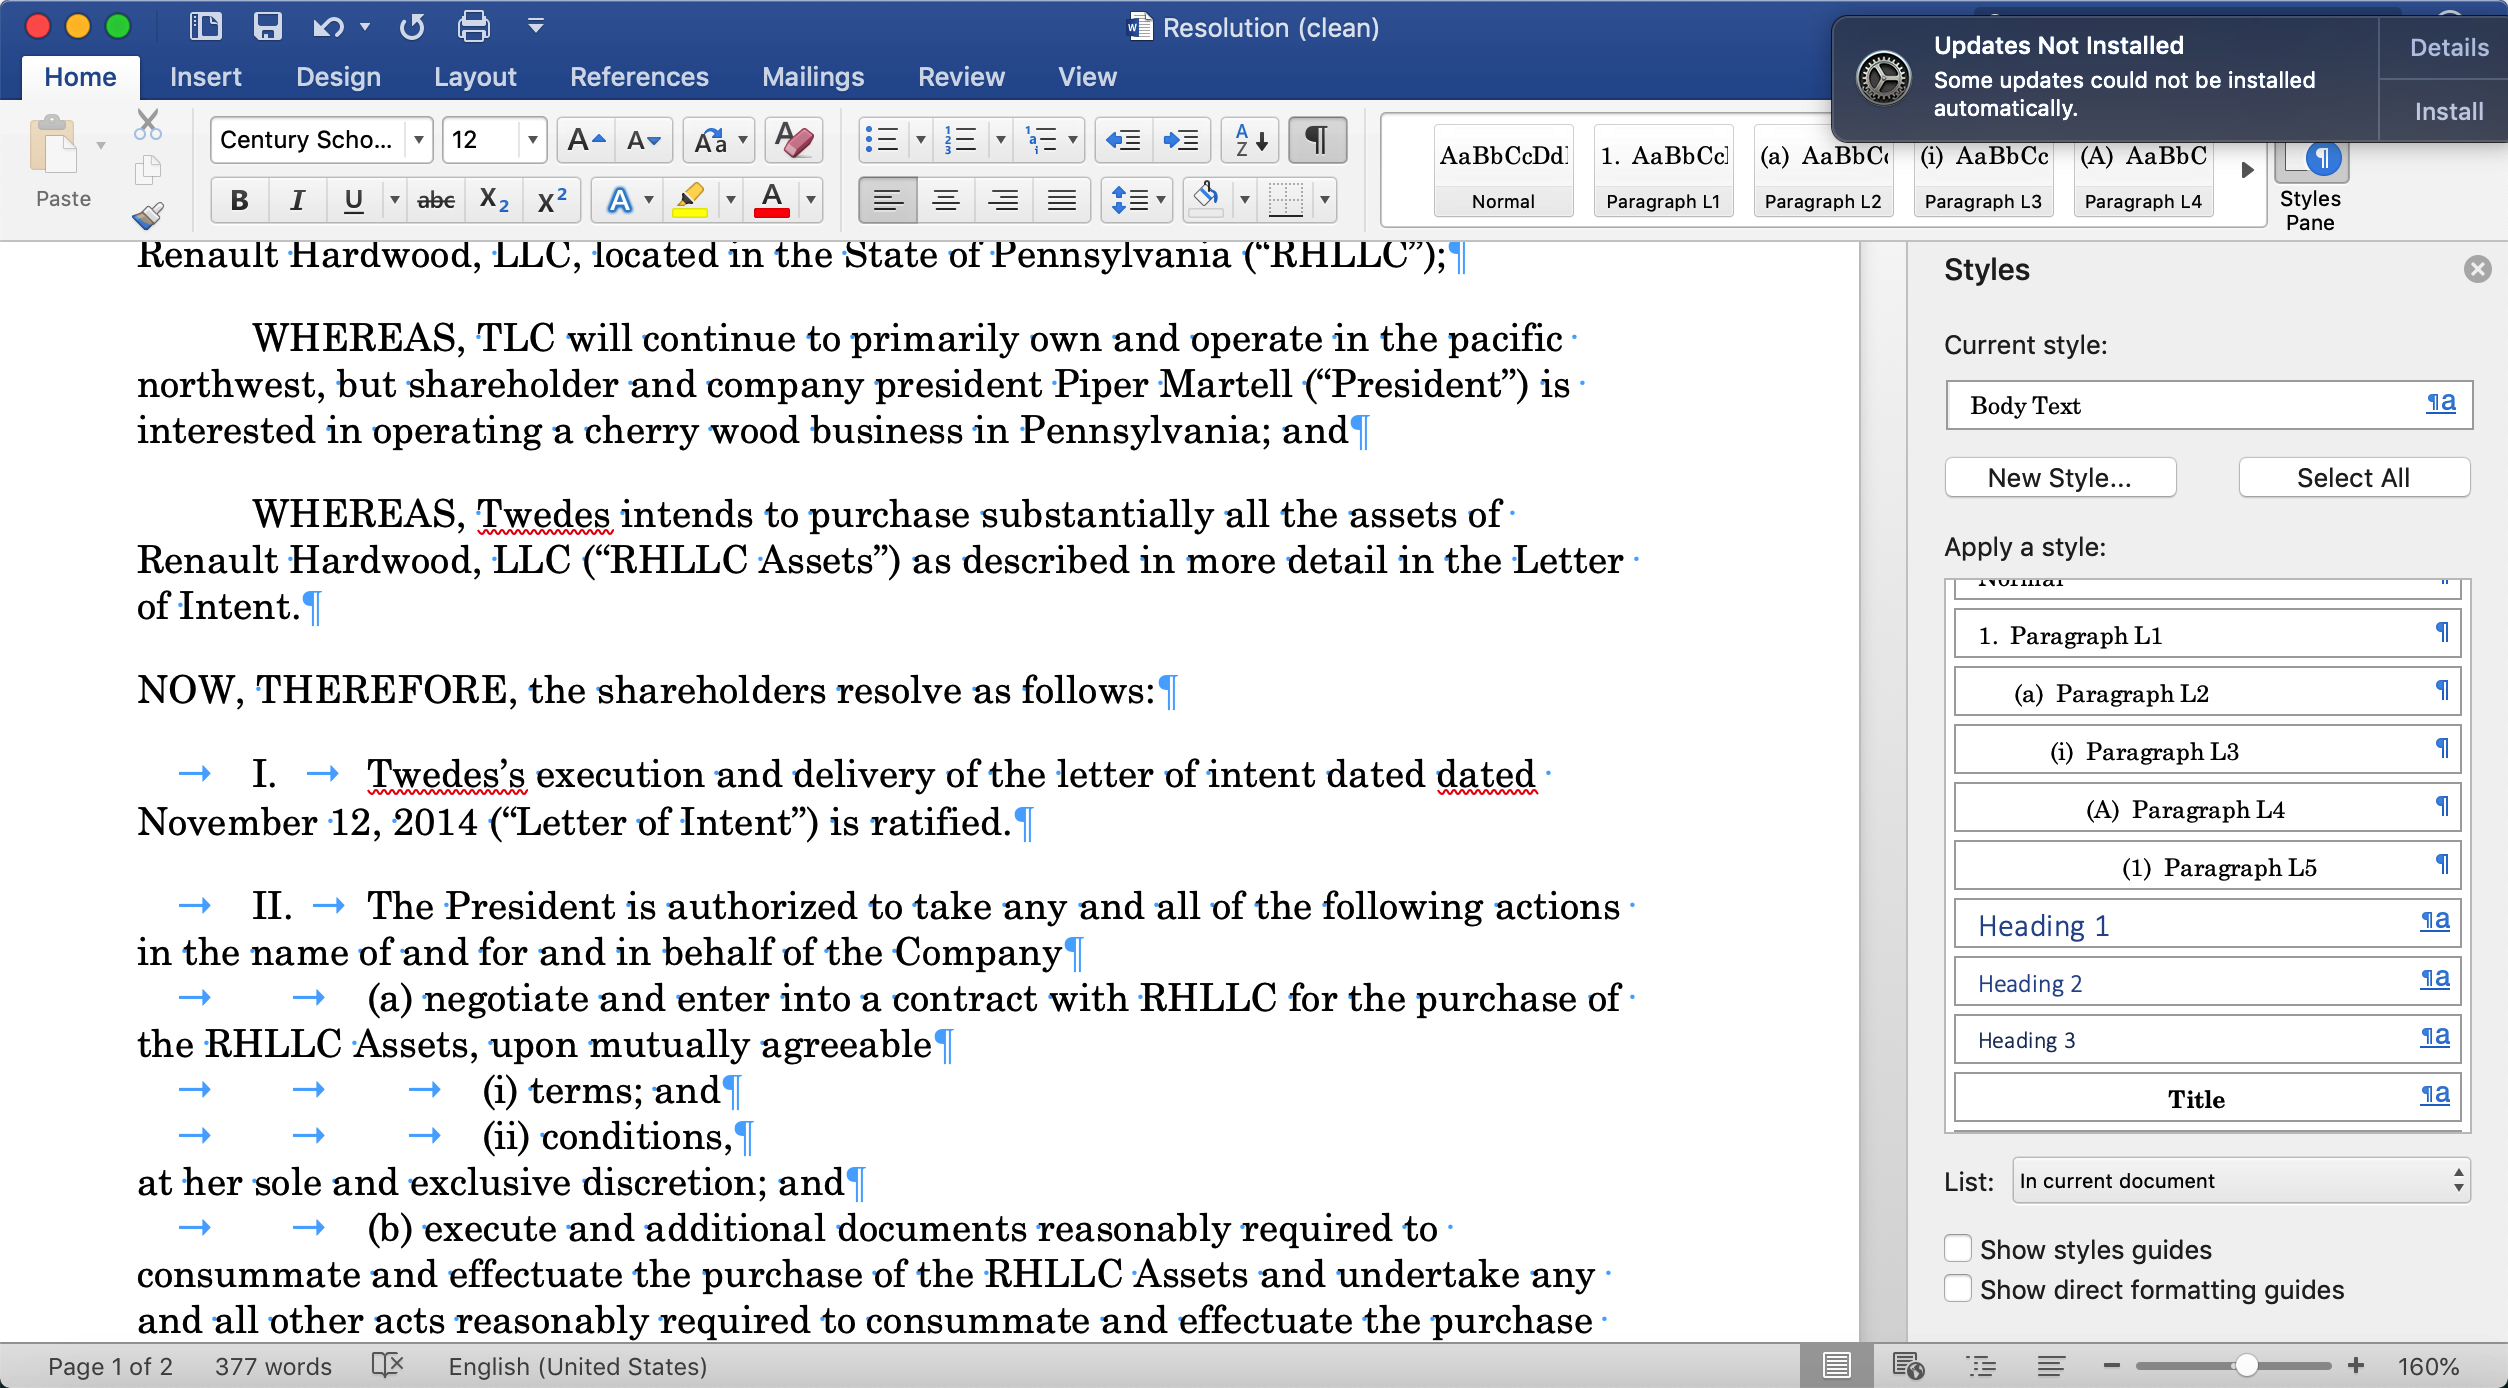 Resolution (clean)
Updates Not Installed
Some updates could not be installed
automatically.
Details
Install
Home Insert Design Layout References Mailings Review View
Paste
Century Scho... 12
AaBbCcDd 1. AaBbCc (a) AaBbC (i) AaBbCc (A) AaBbC
Normal Paragraph L1 Paragraph L2 Paragraph L3 Paragraph L4
Styles
Pane
Renault Hardwood, LLC, located in the State of Pennsylvania (“RHLLC”);¶
WHEREAS, TLC will continue to primarily own and operate in the pacific
northwest, but shareholder and company president Piper Martell (“President”) is
interested in operating a cherry wood business in Pennsylvania; and¶
WHEREAS, Twedes intends to purchase substantially all the assets of
Renault Hardwood, LLC (“RHLLC Assets”) as described in more detail in the Letter
of Intent.¶
NOW, THEREFORE, the shareholders resolve as follows:¶
→ I. → Twedes’s execution and delivery of the letter of intent dated dated
November 12, 2014 (“Letter of Intent”) is ratified.¶
→ II. → The President is authorized to take any and all of the following actions
in the name of and for and in behalf of the Company¶
→ → (a) negotiate and enter into a contract with RHLLC for the purchase of
the RHLLC Assets, upon mutually agreeable¶
→ → → (i) terms; and¶
→ → → (ii) conditions,¶
at her sole and exclusive discretion; and¶
→ → (b) execute and additional documents reasonably required to
consummate and effectuate the purchase of the RHLLC Assets and undertake any
and all other acts reasonably required to consummate and effectuate the purchase
Styles
Current style:
Body Text ¶a
New Style... Select All
Apply a style:
Normal
1. Paragraph L1 ¶
(a) Paragraph L2 ¶
(i) Paragraph L3 ¶
(A) Paragraph L4 ¶
(1) Paragraph L5 ¶
Heading 1 ¶a
Heading 2 ¶a
Heading 3 ¶a
Title ¶a
List: In current document
Show styles guides
Show direct formatting guides
Page 1 of 2 377 words English (United States) 160%